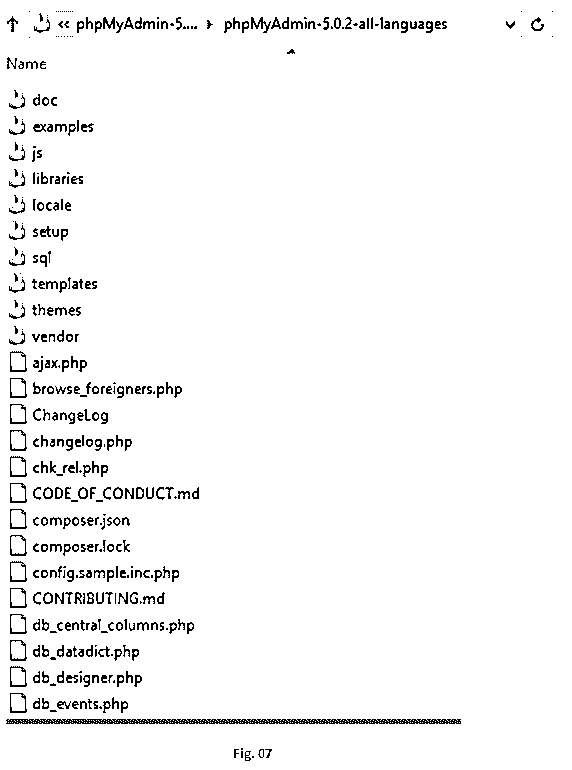 « phpMyAdmin-5.... › phpMyAdmin-5.0.2-all-languages
Name
doc
examples
js
libraries
locale
setup
sql
templates
themes
vendor
ajax.php
browse_foreigners.php
ChangeLog
changelog.php
chk_rel.php
CODE_OF_CONDUCT.md
composer.json
composer.lock
config.sample.inc.php
CONTRIBUTING.md
db_central_columns.php
db_datadict.php
db_designer.php
db_events.php
Fig. 07